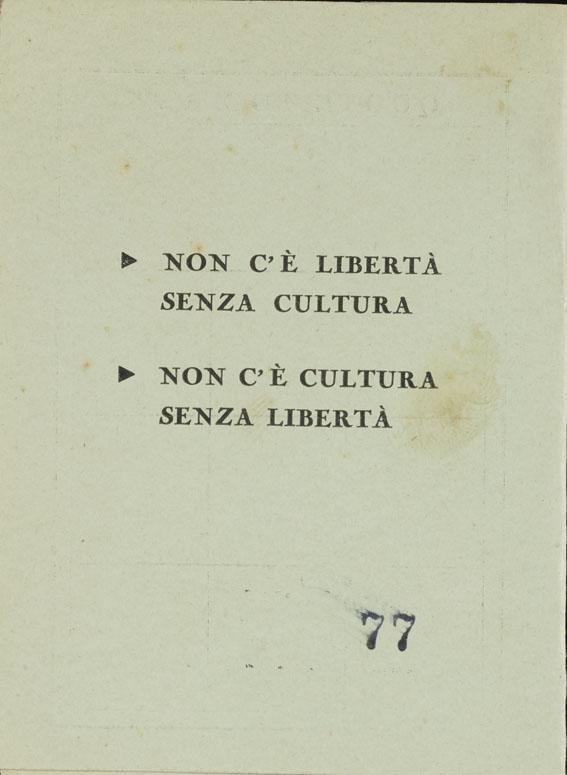 ▶ NON C'È LIBERTÀ
SENZA CULTURA
▶ NON C'È CULTURA
SENZA LIBERTÀ
77